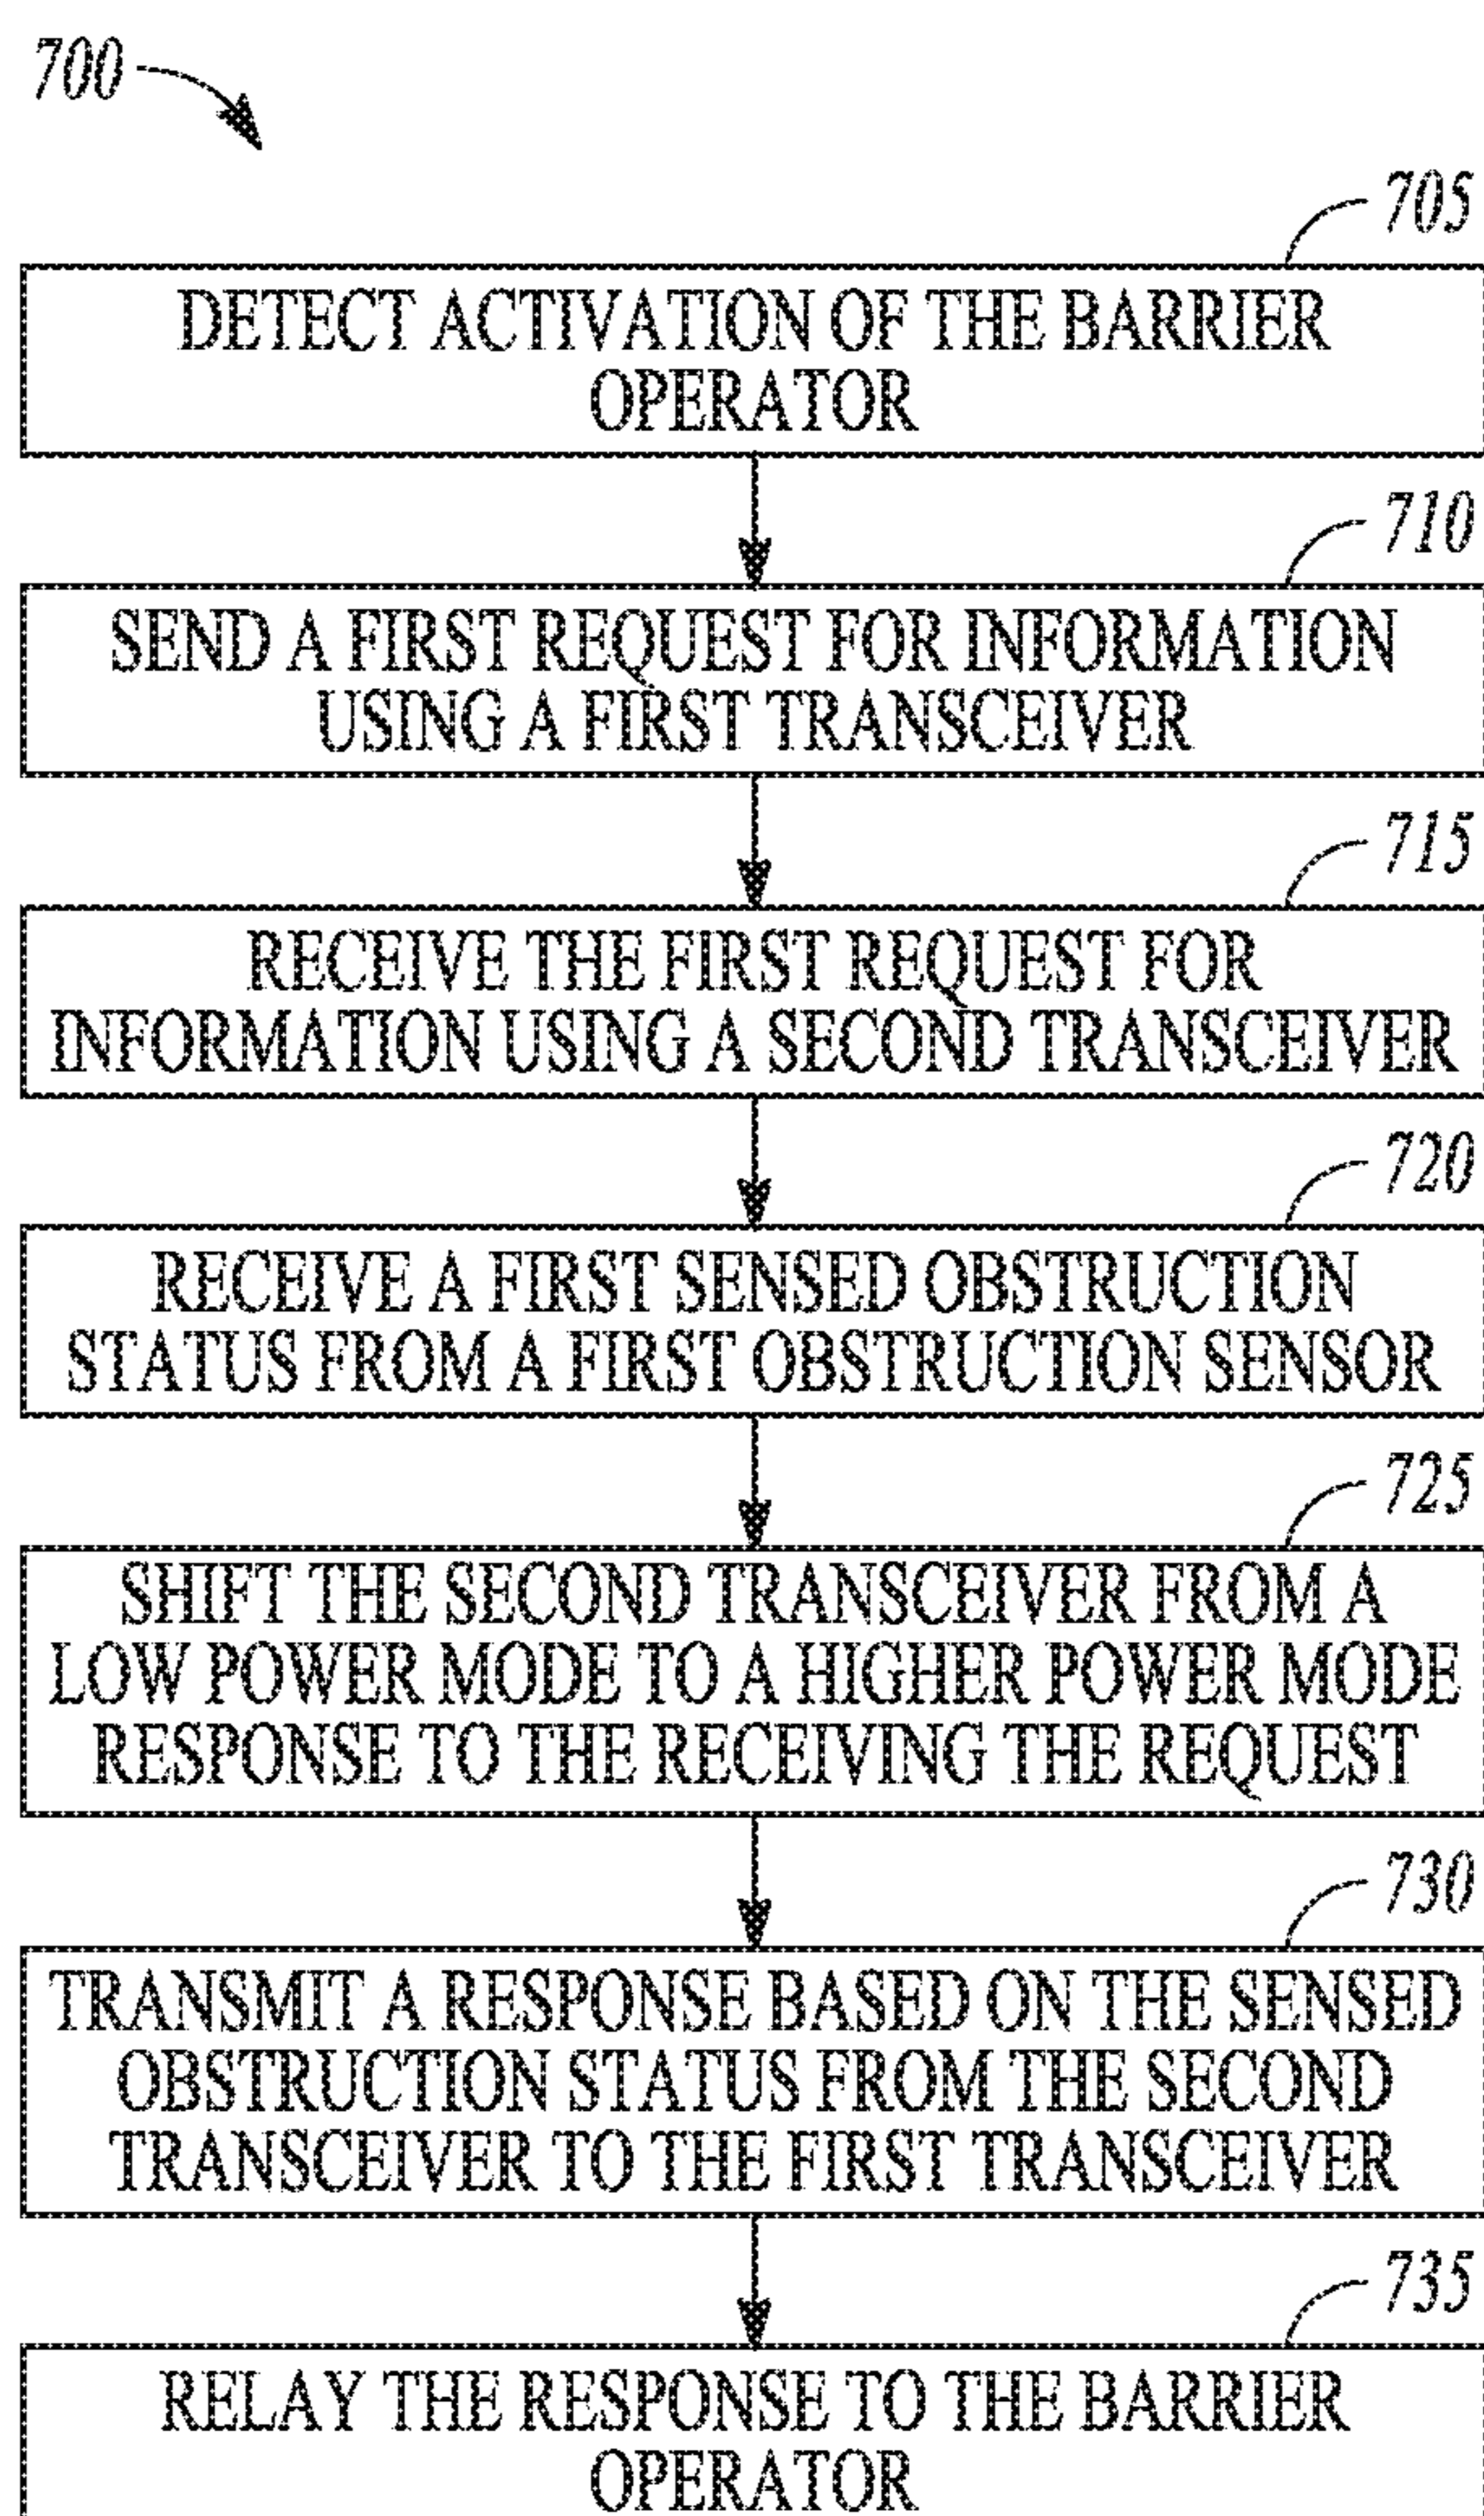 700
705
DETECT ACTIVATION OF THE BARRIER
OPERATOR
710
SEND A FIRST REQUEST FOR INFORMATION
USING A FIRST TRANSCEIVER
715
RECEIVE THE FIRST REQUEST FOR
INFORMATION USING A SECOND TRANSCEIVER
720
RECEIVE A FIRST SENSED OBSTRUCTION
STATUS FROM A FIRST OBSTRUCTION SENSOR
725
SHIFT THE SECOND TRANSCEIVER FROM A
LOW POWER MODE TO A HIGHER POWER MODE
RESPONSE TO THE RECEIVING THE REQUEST
730
TRANSMIT A RESPONSE BASED ON THE SENSED
OBSTRUCTION STATUS FROM THE SECOND
TRANSCEIVER TO THE FIRST TRANSCEIVER
735
RELAY THE RESPONSE TO THE BARRIER
OPERATOR